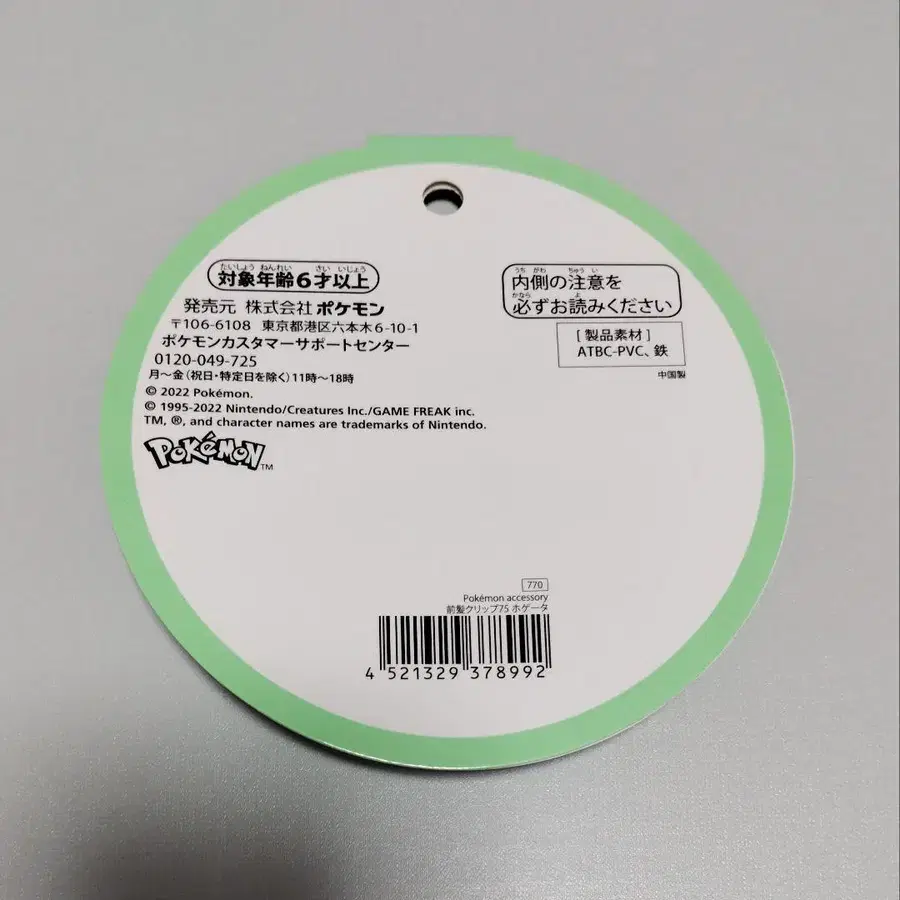 たいしょう ねんれい さい いじょう
対象年齢6才以上
発売元 株式会社 ポケモン
〒106-6108 東京都港区六本木6-10-1
ポケモンカスタマーサポートセンター
0120-049-725
月～金(祝日・特定日を除く)11時～18時
© 2022 Pokémon.
© 1995-2022 Nintendo/Creatures Inc./GAME FREAK inc.
TM, ®, and character names are trademarks of Nintendo.
POKéMON™
うちがわ ちゅうい
内側の注意を
かなら よ
必ずお読みください
[ 製品素材 ]
ATBC-PVC、鉄
中国製
770
Pokémon accessory
前髪クリップ75 ホゲータ
4 521329 378992